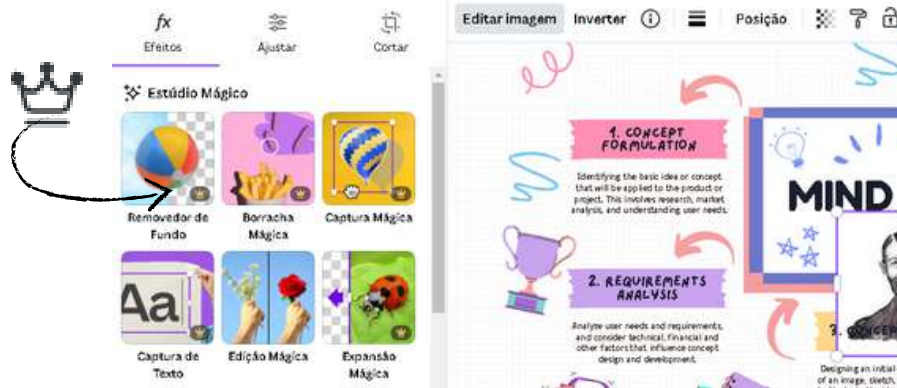 fx
Efeitos
Ajustar
Cortar
Estúdio Mágico
Removedor de
Fundo
Borracha
Mágica
Captura Mágica
Aa
Captura de
Texto
Edição Mágica
Expansão
Mágica
Editar imagem Inverter Posição
1. CONCEPT
FORMULATION
Identifying the basic idea or concept
that will be applied to the product or
project. This involves research, market
analysis, and understanding user needs.
2. REQUIREMENTS
ANALYSIS
Analyze user needs and requirements,
and consider technical, financial and
other factors that influence concept
design and development.
MIND
3. CONCEP
Designing an initial
of an image, sketch,